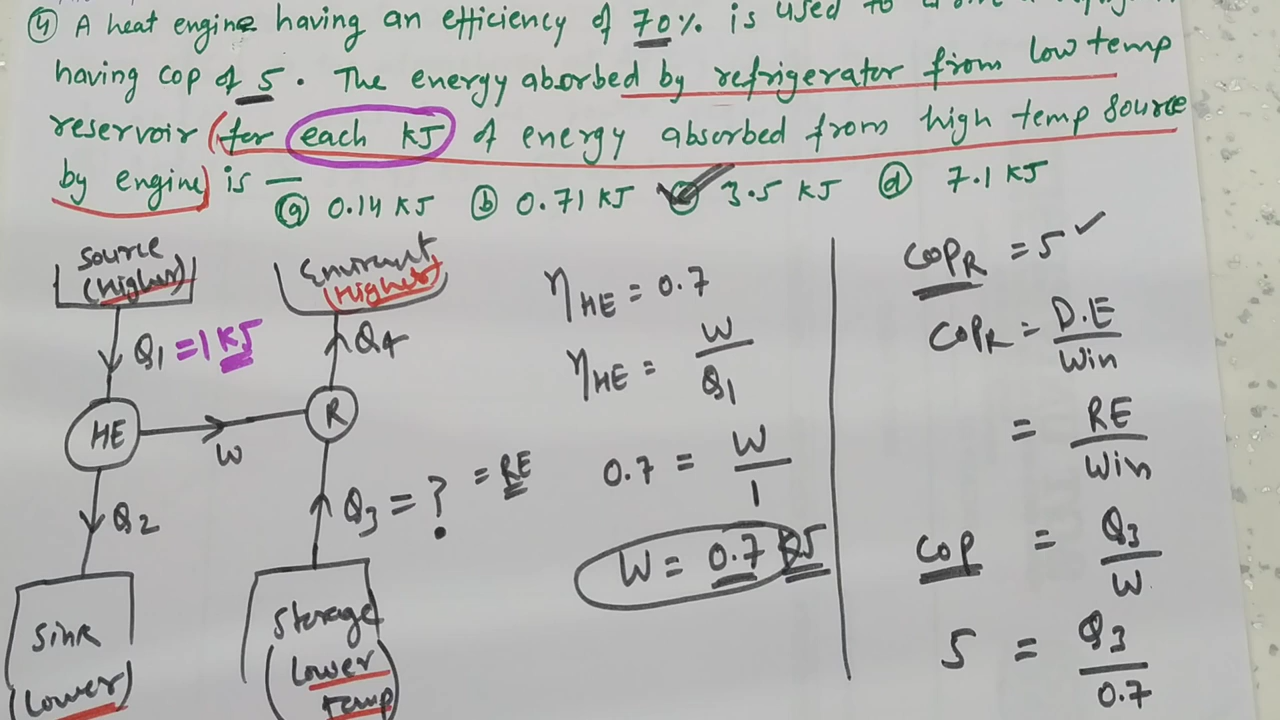 ④ A heat engine having an efficiency of 70% is used to
having COP of 5. The energy aborbed by refrigerator from low temp
reservoir (for each KJ of energy absorbed from high temp source
by engine) is —
ⓐ 0.14 KJ ⓑ 0.71 KJ ⓒ 3.5 KJ ⓓ 7.1 KJ
Source
(Higher)
Q1 = 1 KJ
HE
W
Q2
Sink
(Lower)
(Higher)
Q4
R
Q3 = ? = RE
Storage
(Lower
Temp)
ηHE = 0.7
ηHE = W/Q1
0.7 = W/1
W = 0.7 KJ
COPR = 5 ✓
COPR = D.E/Win
= RE/Win
COP = Q3/W
5 = Q3/0.7